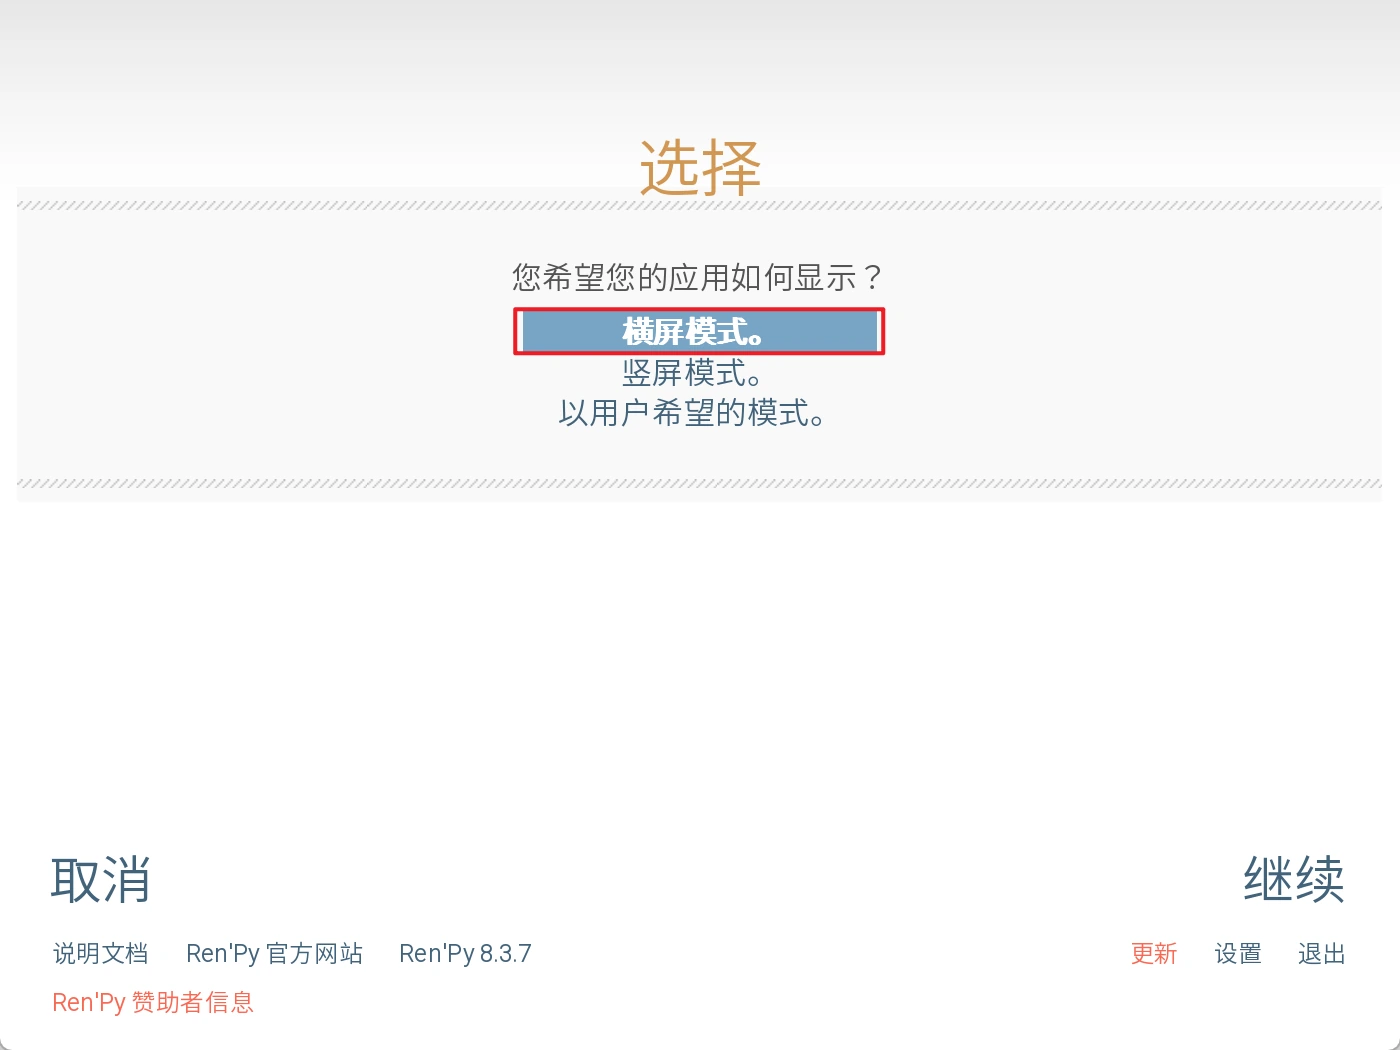 选择
您希望您的应用如何显示？
横屏模式。
竖屏模式。
以用户希望的模式。
取消
继续
说明文档 Ren'Py 官方网站 Ren'Py 8.3.7 更新 设置 退出
Ren'Py 赞助者信息